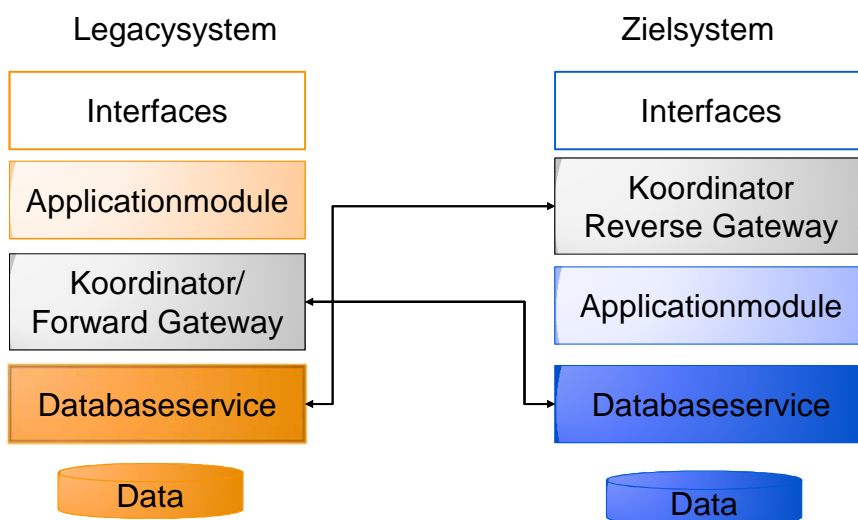 Legacysystem
Interfaces
Applicationmodule
Koordinator/
Forward Gateway
Databaseservice
Data
Zielsystem
Interfaces
Koordinator
Reverse Gateway
Applicationmodule
Databaseservice
Data